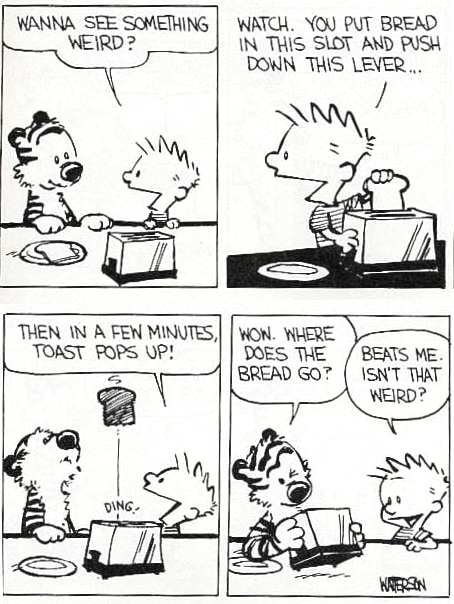 WANNA SEE SOMETHING
WEIRD?
WATCH. YOU PUT BREAD
IN THIS SLOT AND PUSH
DOWN THIS LEVER...
THEN IN A FEW MINUTES,
TOAST POPS UP!
DING!
WOW. WHERE
DOES THE
BREAD GO?
BEATS ME.
ISN'T THAT
WEIRD?
WATTERSON